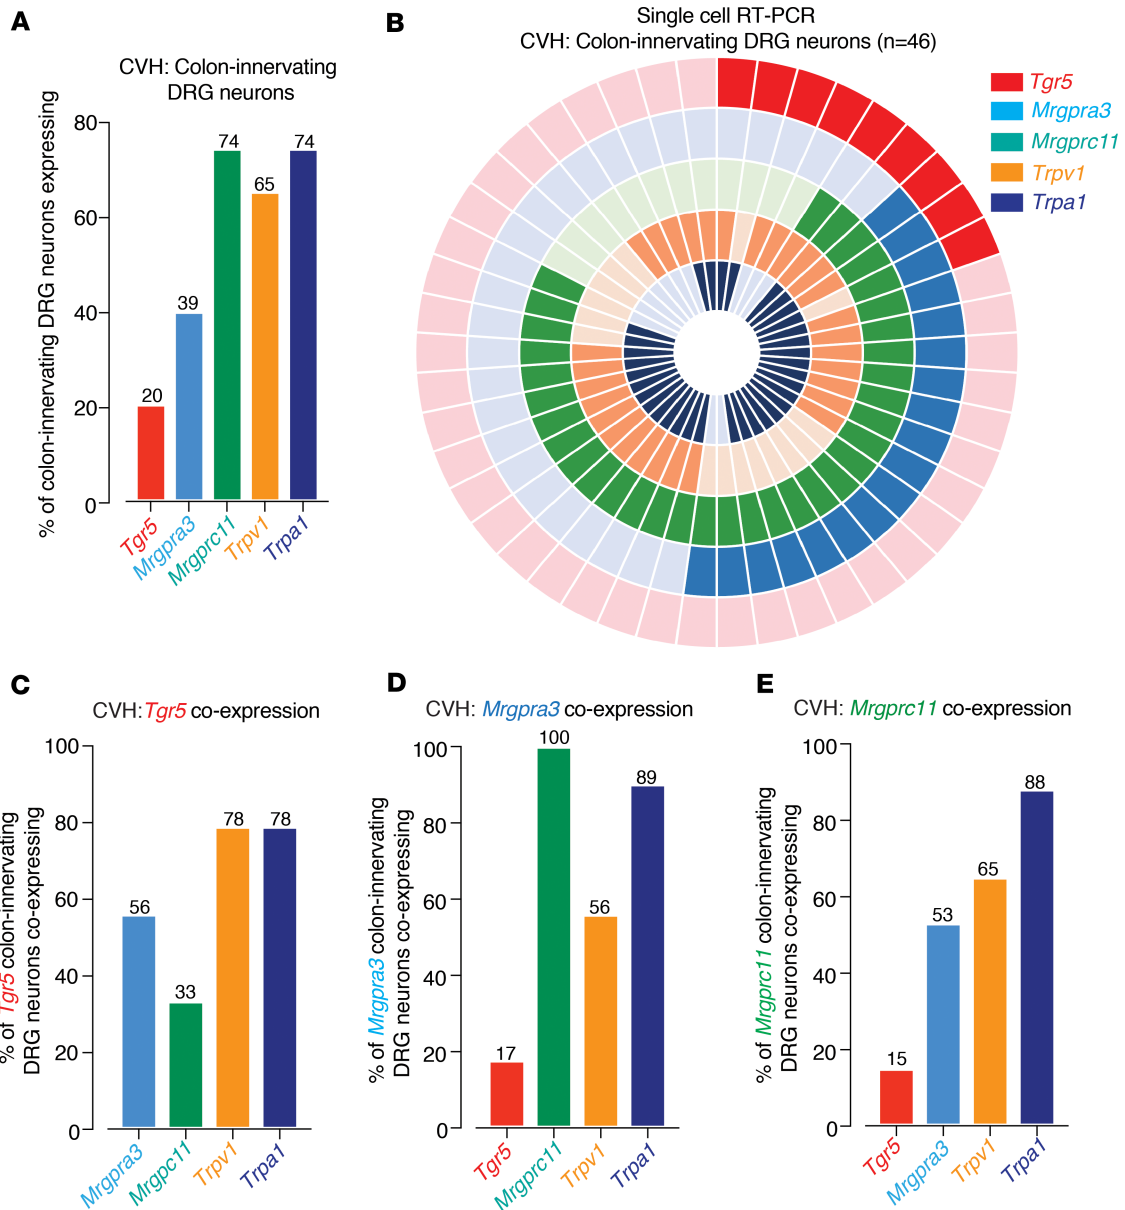 A
CVH: Colon-innervating
DRG neurons
% of colon-innervating DRG neurons expressing
80
60
40
20
0
20
39
74
65
74
Tgr5
Mrgpra3
Mrgprc11
Trpv1
Trpa1
B
Single cell RT-PCR
CVH: Colon-innervating DRG neurons (n=46)
Tgr5
Mrgpra3
Mrgprc11
Trpv1
Trpa1
C
CVH: Tgr5 co-expression
% of Tgr5 colon-innervating
DRG neurons co-expressing
100
80
60
40
20
0
56
33
78
78
Mrgpra3
Mrgpc11
Trpv1
Trpa1
D
CVH: Mrgpra3 co-expression
% of Mrgpra3 colon-innervating
DRG neurons co-expressing
100
80
60
40
20
0
17
100
56
89
Tgr5
Mrgprc11
Trpv1
Trpa1
E
CVH: Mrgprc11 co-expression
% of Mrgprc11 colon-innervating
DRG neurons co-expressing
100
80
60
40
20
0
15
53
65
88
Tgr5
Mrgpra3
Trpv1
Trpa1